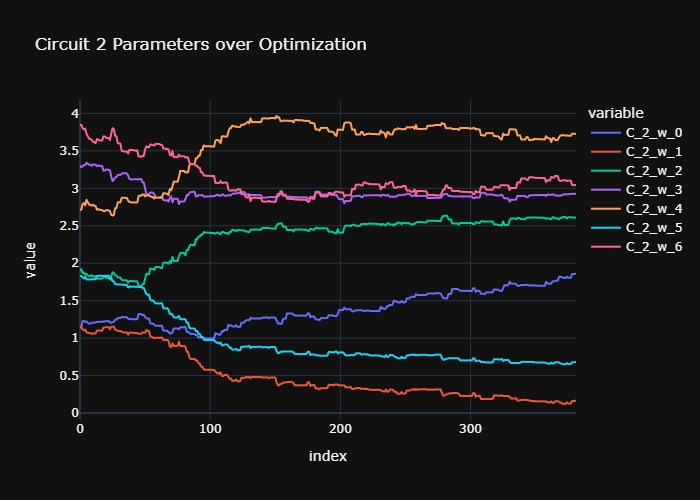 Circuit 2 Parameters over Optimization
variable
C_2_w_0
C_2_w_1
C_2_w_2
C_2_w_3
C_2_w_4
C_2_w_5
C_2_w_6
value
4
3.5
3
2.5
2
1.5
1
0.5
0
0 100 200 300
index